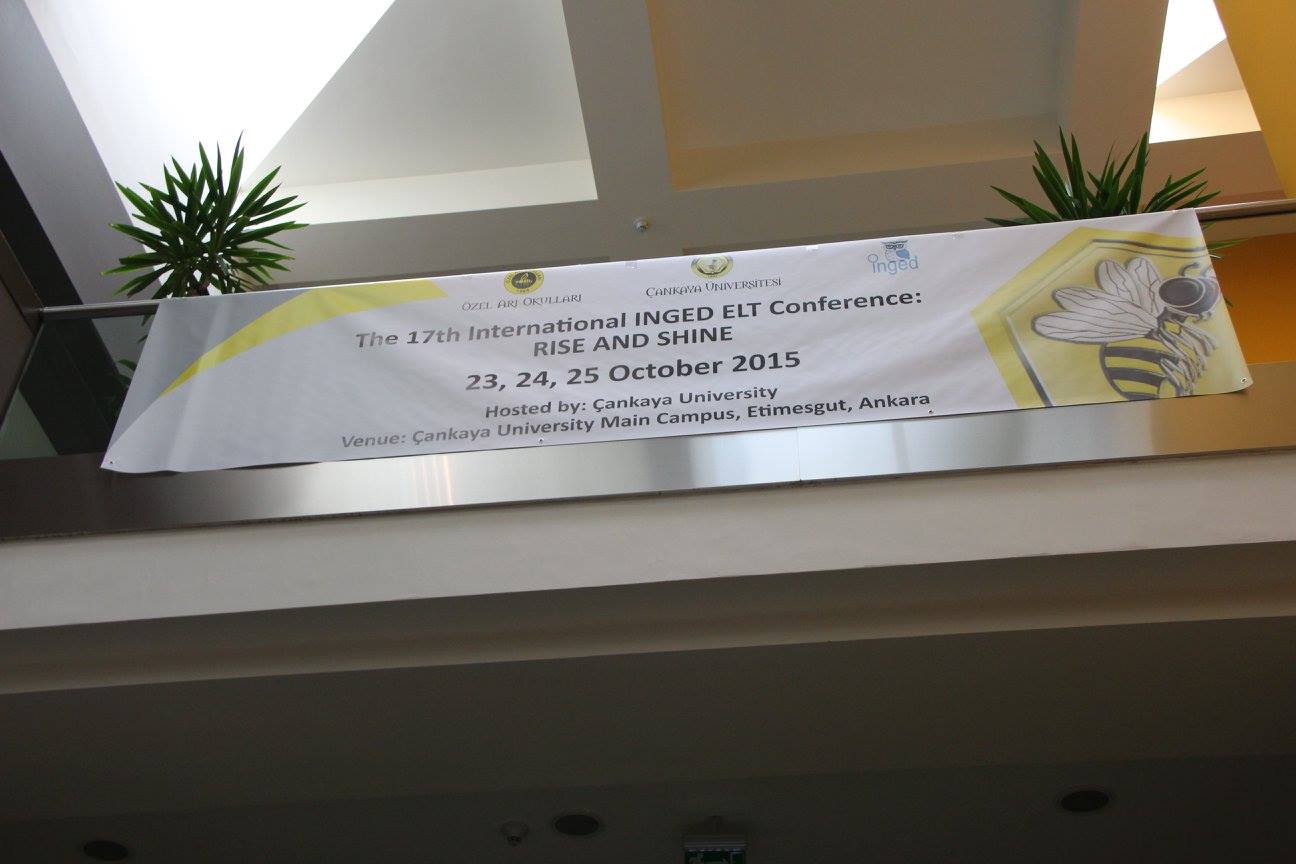 ÖZEL ARI OKULLARI
ÇANKAYA ÜNİVERSİTESİ
inged
The 17th International INGED ELT Conference:
RISE AND SHINE
23, 24, 25 October 2015
Hosted by: Çankaya University
Venue: Çankaya University Main Campus, Etimesgut, Ankara